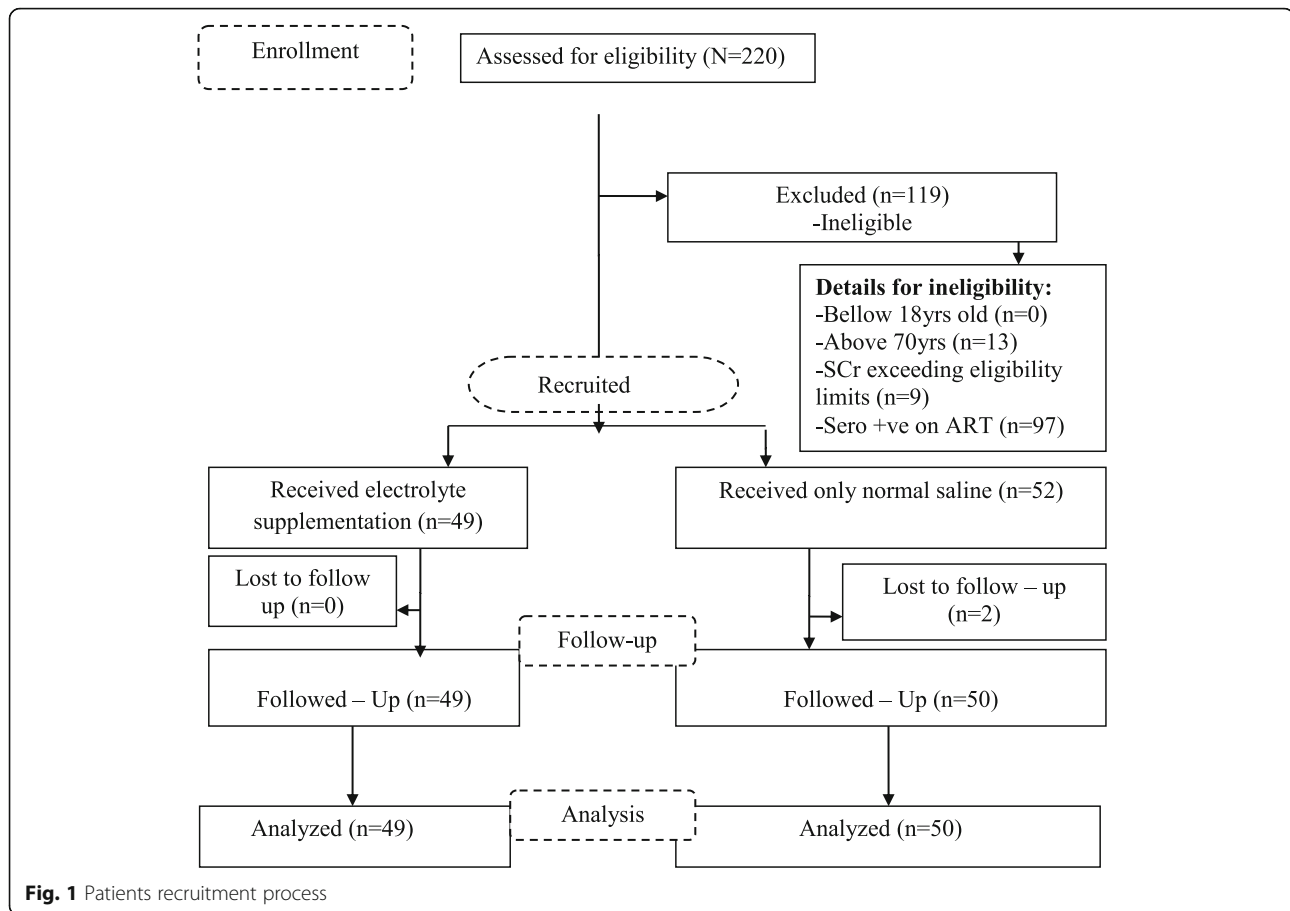 Enrollment
Assessed for eligibility (N=220)
Excluded (n=119)
-Ineligible
Details for ineligibility:
-Bellow 18yrs old (n=0)
-Above 70yrs (n=13)
-SCr exceeding eligibility
limits (n=9)
-Sero +ve on ART (n=97)
Recruited
Received electrolyte
supplementation (n=49)
Received only normal saline (n=52)
Lost to follow
up (n=0)
Lost to follow – up
(n=2)
Follow-up
Followed – Up (n=49)
Followed – Up (n=50)
Analysis
Analyzed (n=49)
Analyzed (n=50)
Fig. 1 Patients recruitment process